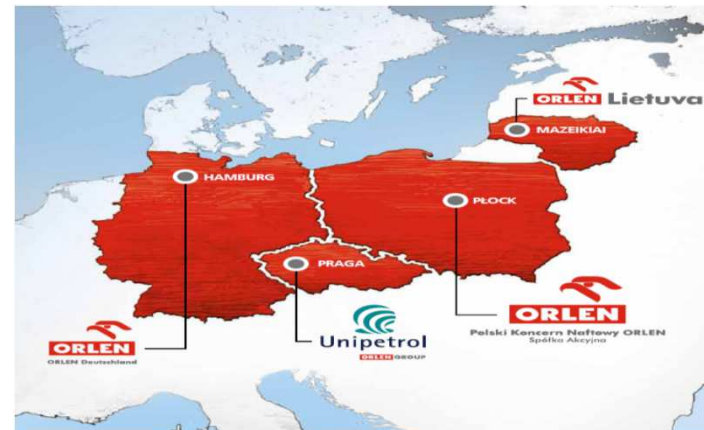 ORLEN Lietuva
MAZEIKIAI
HAMBURG
PŁOCK
PRAGA
ORLEN
ORLEN Deutschland
Unipetrol
ORLEN GROUP
ORLEN
Polski Koncern Naftowy ORLEN
Spółka Akcyjna